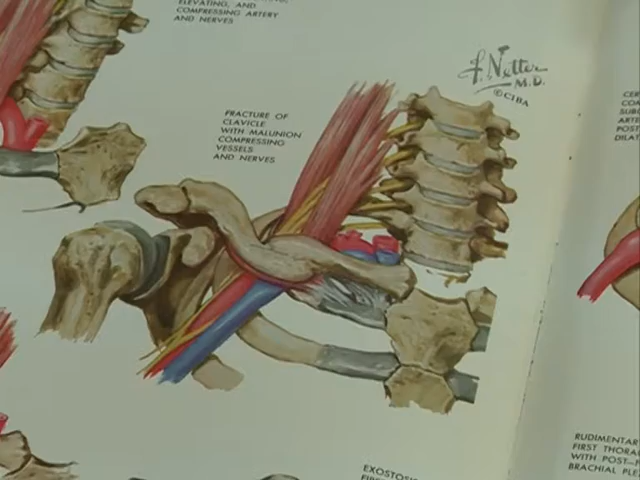 ELEVATING, AND
COMPRESSING ARTERY
AND NERVES
F. Netter
M.D.
©CIBA
FRACTURE OF
CLAVICLE
WITH MALUNION
COMPRESSING
VESSELS
AND NERVES
EXOSTOSIS
RUDIMENTAR
FIRST THORA
WITH POST-
BRACHIAL PLE